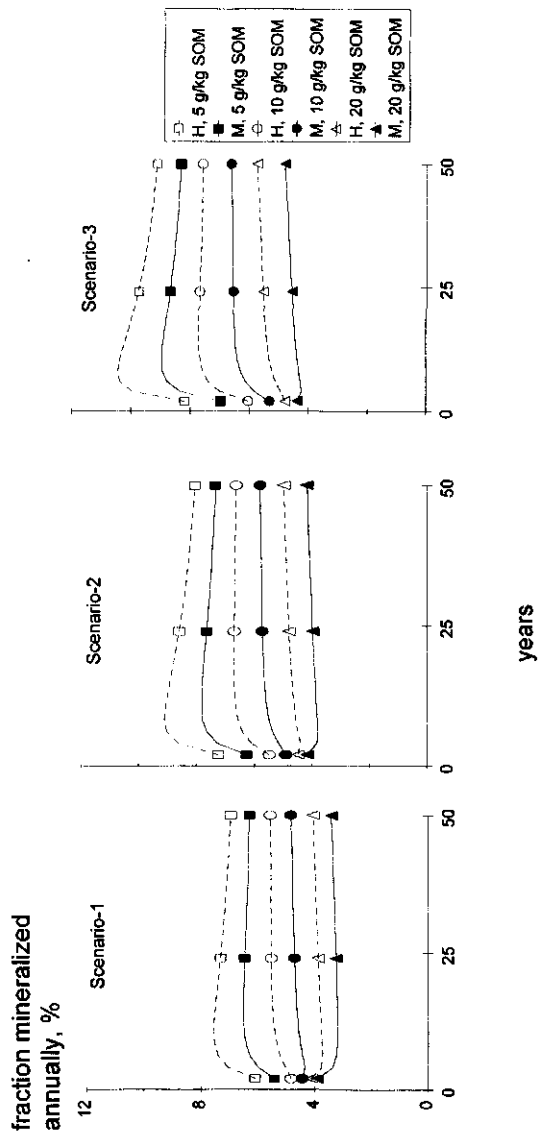 fraction mineralized
annually, %
Scenario-1
Scenario-2
Scenario-3
12
8
4
0
0
25
50
0
25
50
0
25
50
years
H, 5 g/kg SOM
M, 5 g/kg SOM
H, 10 g/kg SOM
M, 10 g/kg SOM
H, 20 g/kg SOM
M, 20 g/kg SOM